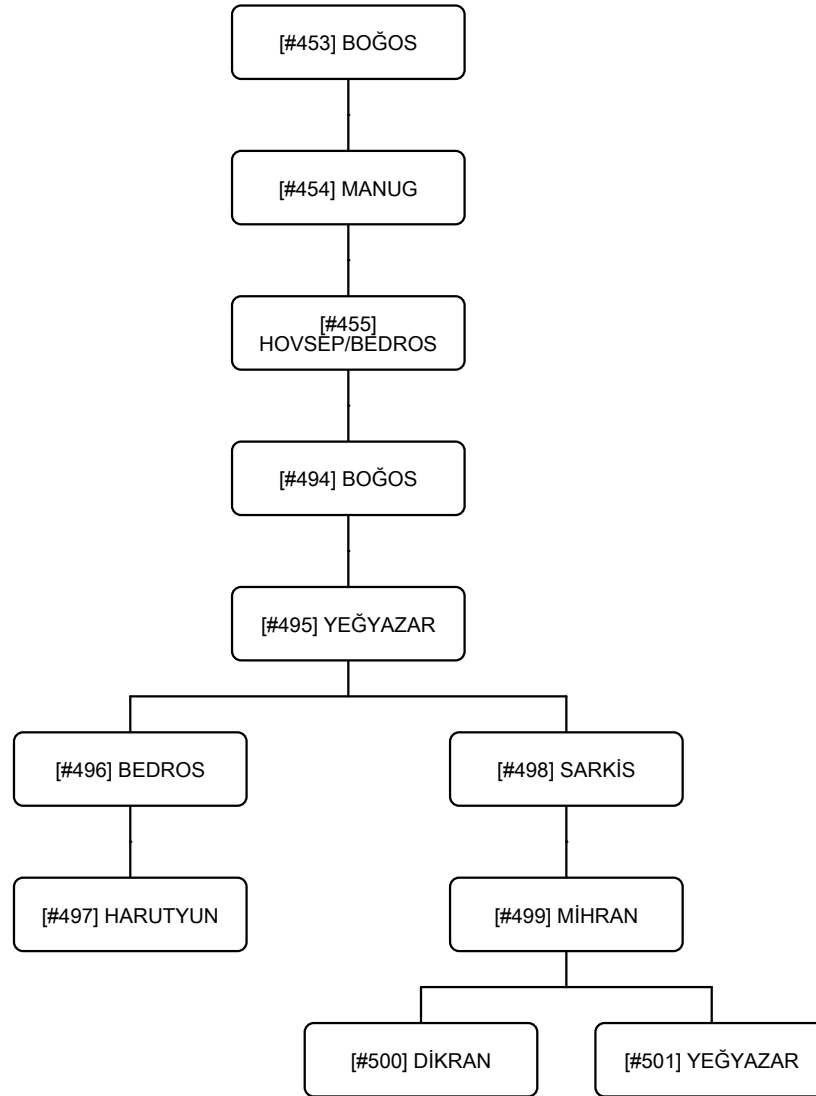 [#453] BOĞOS
[#454] MANUG
[#455]
HOVSEP/BEDROS
[#494] BOĞOS
[#495] YEĞYAZAR
[#496] BEDROS
[#498] SARKİS
[#497] HARUTYUN
[#499] MİHRAN
[#500] DİKRAN
[#501] YEĞYAZAR